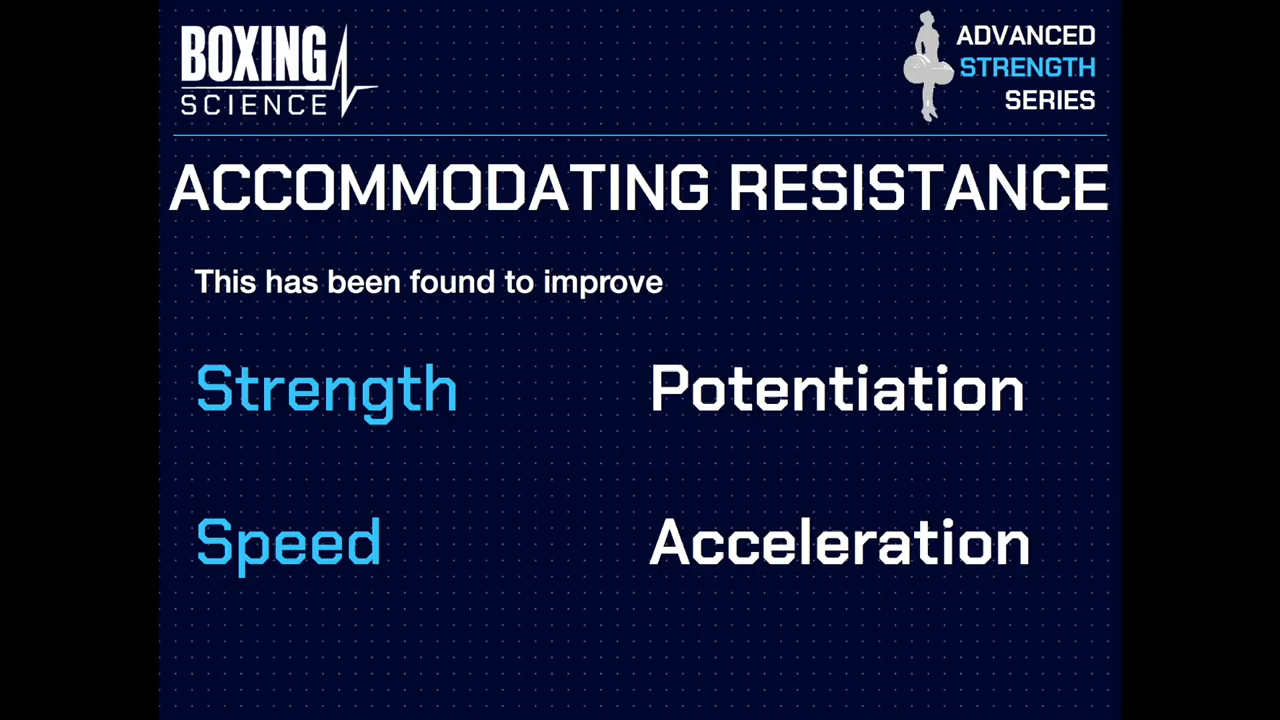 BOXING
SCIENCE
ADVANCED
STRENGTH
SERIES
ACCOMMODATING RESISTANCE
This has been found to improve
Strength
Potentiation
Speed
Acceleration